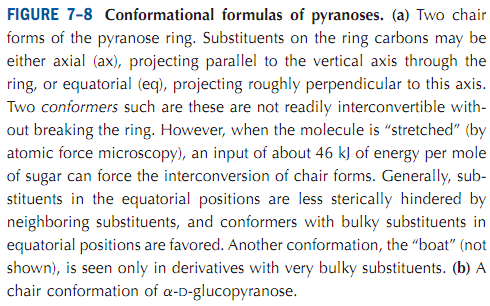 FIGURE 7–8 Conformational formulas of pyranoses. (a) Two chair
forms of the pyranose ring. Substituents on the ring carbons may be
either axial (ax), projecting parallel to the vertical axis through the
ring, or equatorial (eq), projecting roughly perpendicular to this axis.
Two conformers such are these are not readily interconvertible with-
out breaking the ring. However, when the molecule is “stretched” (by
atomic force microscopy), an input of about 46 kJ of energy per mole
of sugar can force the interconversion of chair forms. Generally, sub-
stituents in the equatorial positions are less sterically hindered by
neighboring substituents, and conformers with bulky substituents in
equatorial positions are favored. Another conformation, the “boat” (not
shown), is seen only in derivatives with very bulky substituents. (b) A
chair conformation of α-D-glucopyranose.